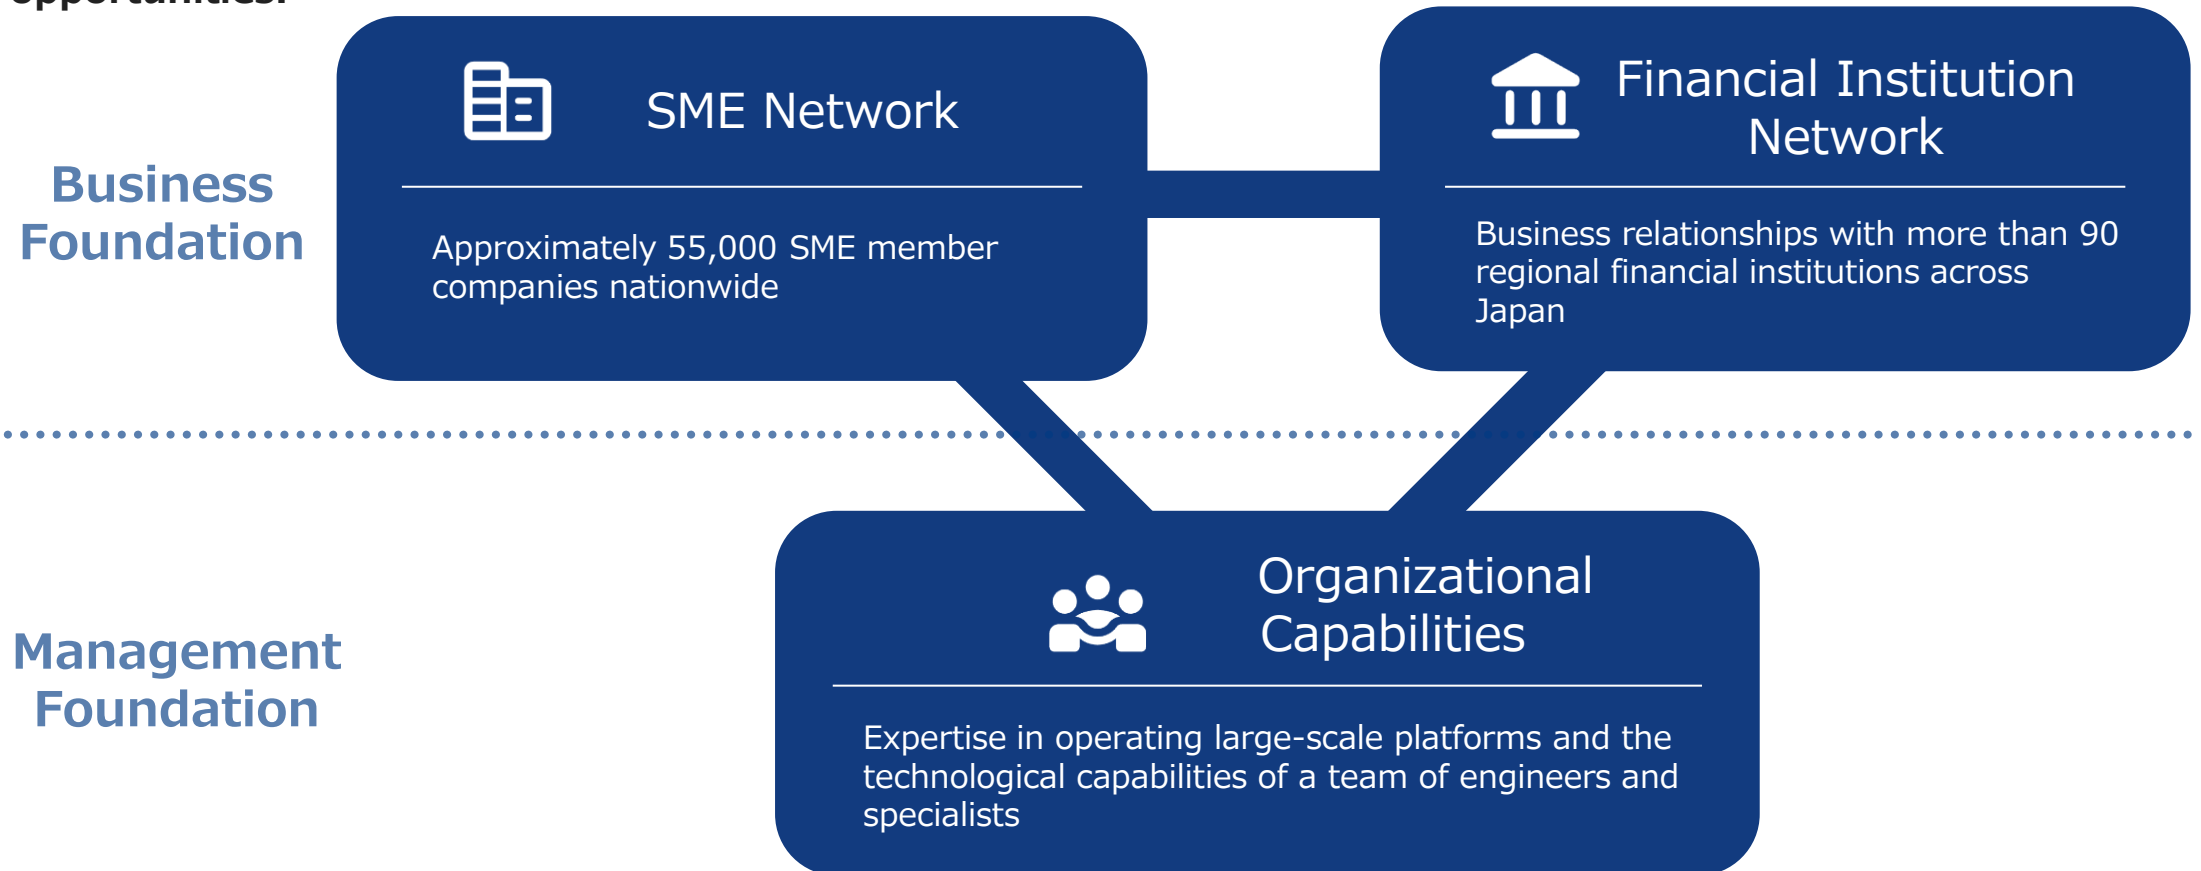 opportunities.
Business
Foundation
SME Network
Approximately 55,000 SME member
companies nationwide
Financial Institution
Network
Business relationships with more than 90
regional financial institutions across
Japan
Management
Foundation
Organizational
Capabilities
Expertise in operating large-scale platforms and the
technological capabilities of a team of engineers and
specialists